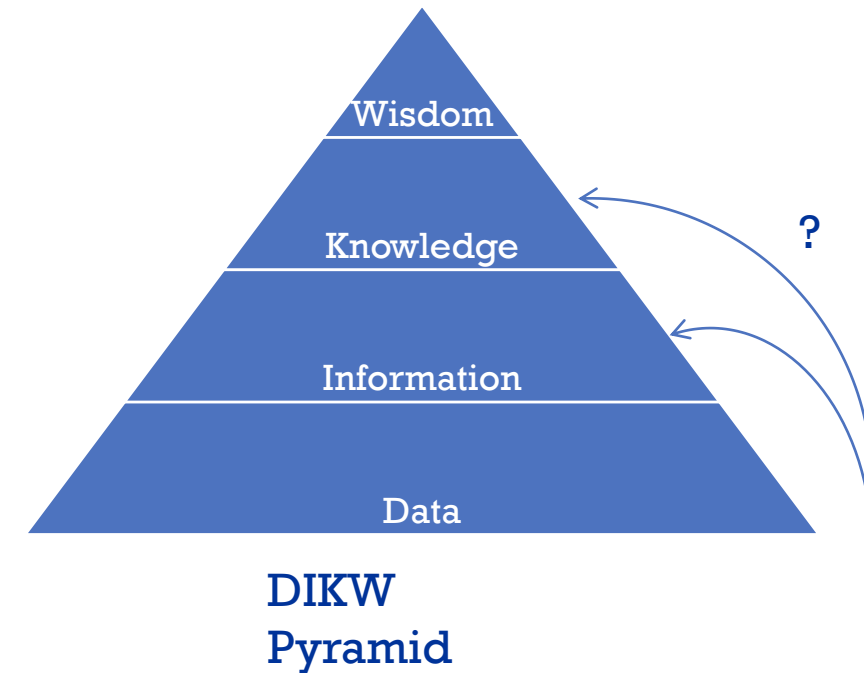 Wisdom
?
Knowledge
Information
Data
DIKW
Pyramid